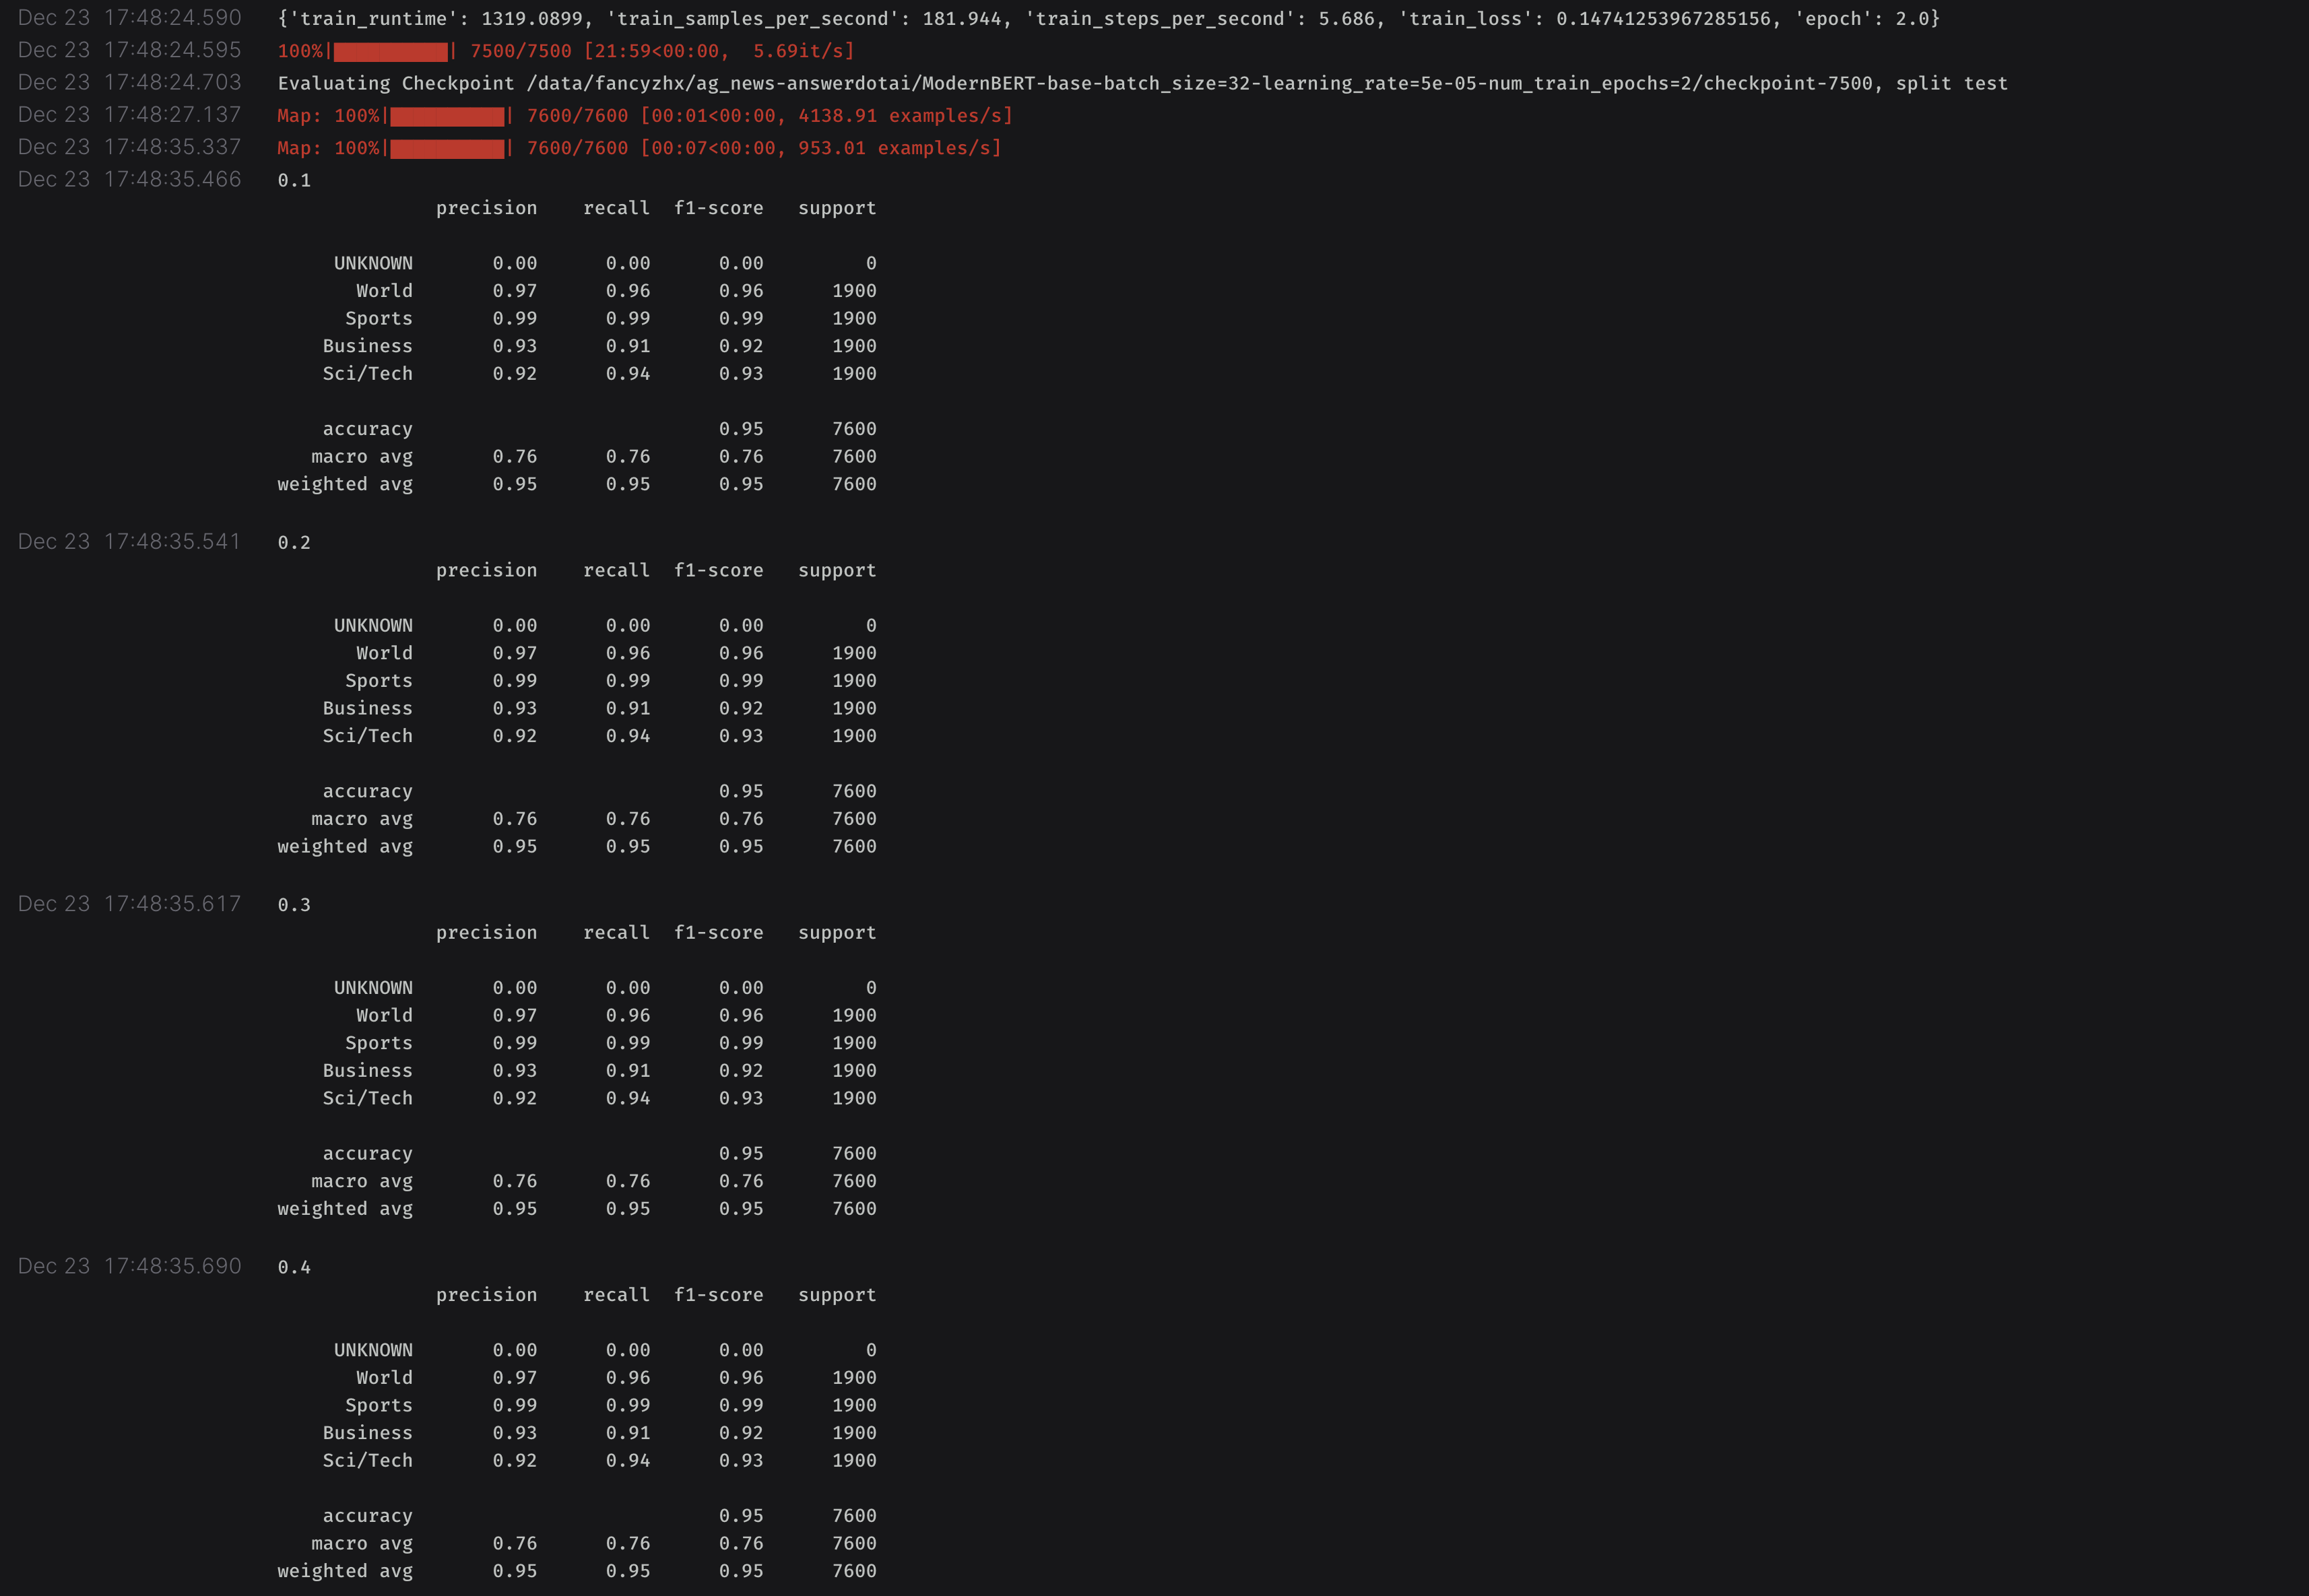 Dec 23 17:48:24.590 {'train_runtime': 1319.0899, 'train_samples_per_second': 181.944, 'train_steps_per_second': 5.686, 'train_loss': 0.14741253967285156, 'epoch': 2.0}
Dec 23 17:48:24.595 100%|██████████| 7500/7500 [21:59<00:00,  5.69it/s]
Dec 23 17:48:24.703 Evaluating Checkpoint /data/fancyzhx/ag_news-answerdotai/ModernBERT-base-batch_size=32-learning_rate=5e-05-num_train_epochs=2/checkpoint-7500, split test
Dec 23 17:48:27.137 Map: 100%|██████████| 7600/7600 [00:01<00:00, 4138.91 examples/s]
Dec 23 17:48:35.337 Map: 100%|██████████| 7600/7600 [00:07<00:00, 953.01 examples/s]
Dec 23 17:48:35.466 0.1
precision recall f1-score support
UNKNOWN 0.00 0.00 0.00 0
World 0.97 0.96 0.96 1900
Sports 0.99 0.99 0.99 1900
Business 0.93 0.91 0.92 1900
Sci/Tech 0.92 0.94 0.93 1900
accuracy 0.95 7600
macro avg 0.76 0.76 0.76 7600
weighted avg 0.95 0.95 0.95 7600
Dec 23 17:48:35.541 0.2
precision recall f1-score support
UNKNOWN 0.00 0.00 0.00 0
World 0.97 0.96 0.96 1900
Sports 0.99 0.99 0.99 1900
Business 0.93 0.91 0.92 1900
Sci/Tech 0.92 0.94 0.93 1900
accuracy 0.95 7600
macro avg 0.76 0.76 0.76 7600
weighted avg 0.95 0.95 0.95 7600
Dec 23 17:48:35.617 0.3
precision recall f1-score support
UNKNOWN 0.00 0.00 0.00 0
World 0.97 0.96 0.96 1900
Sports 0.99 0.99 0.99 1900
Business 0.93 0.91 0.92 1900
Sci/Tech 0.92 0.94 0.93 1900
accuracy 0.95 7600
macro avg 0.76 0.76 0.76 7600
weighted avg 0.95 0.95 0.95 7600
Dec 23 17:48:35.690 0.4
precision recall f1-score support
UNKNOWN 0.00 0.00 0.00 0
World 0.97 0.96 0.96 1900
Sports 0.99 0.99 0.99 1900
Business 0.93 0.91 0.92 1900
Sci/Tech 0.92 0.94 0.93 1900
accuracy 0.95 7600
macro avg 0.76 0.76 0.76 7600
weighted avg 0.95 0.95 0.95 7600